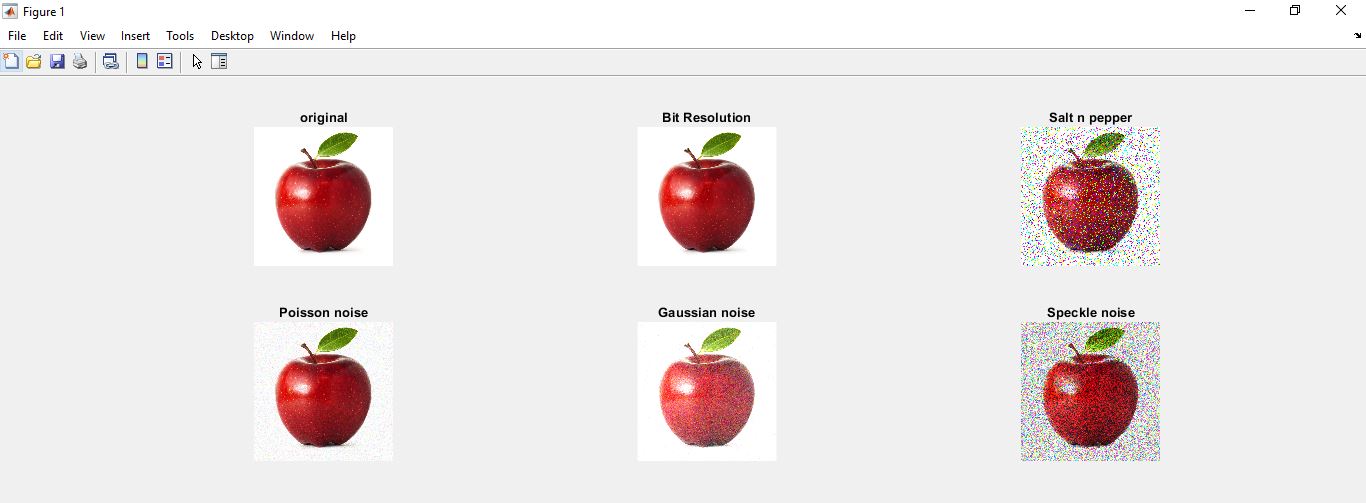 Figure 1
File Edit View Insert Tools Desktop Window Help
original
Bit Resolution
Salt n pepper
Poisson noise
Gaussian noise
Speckle noise